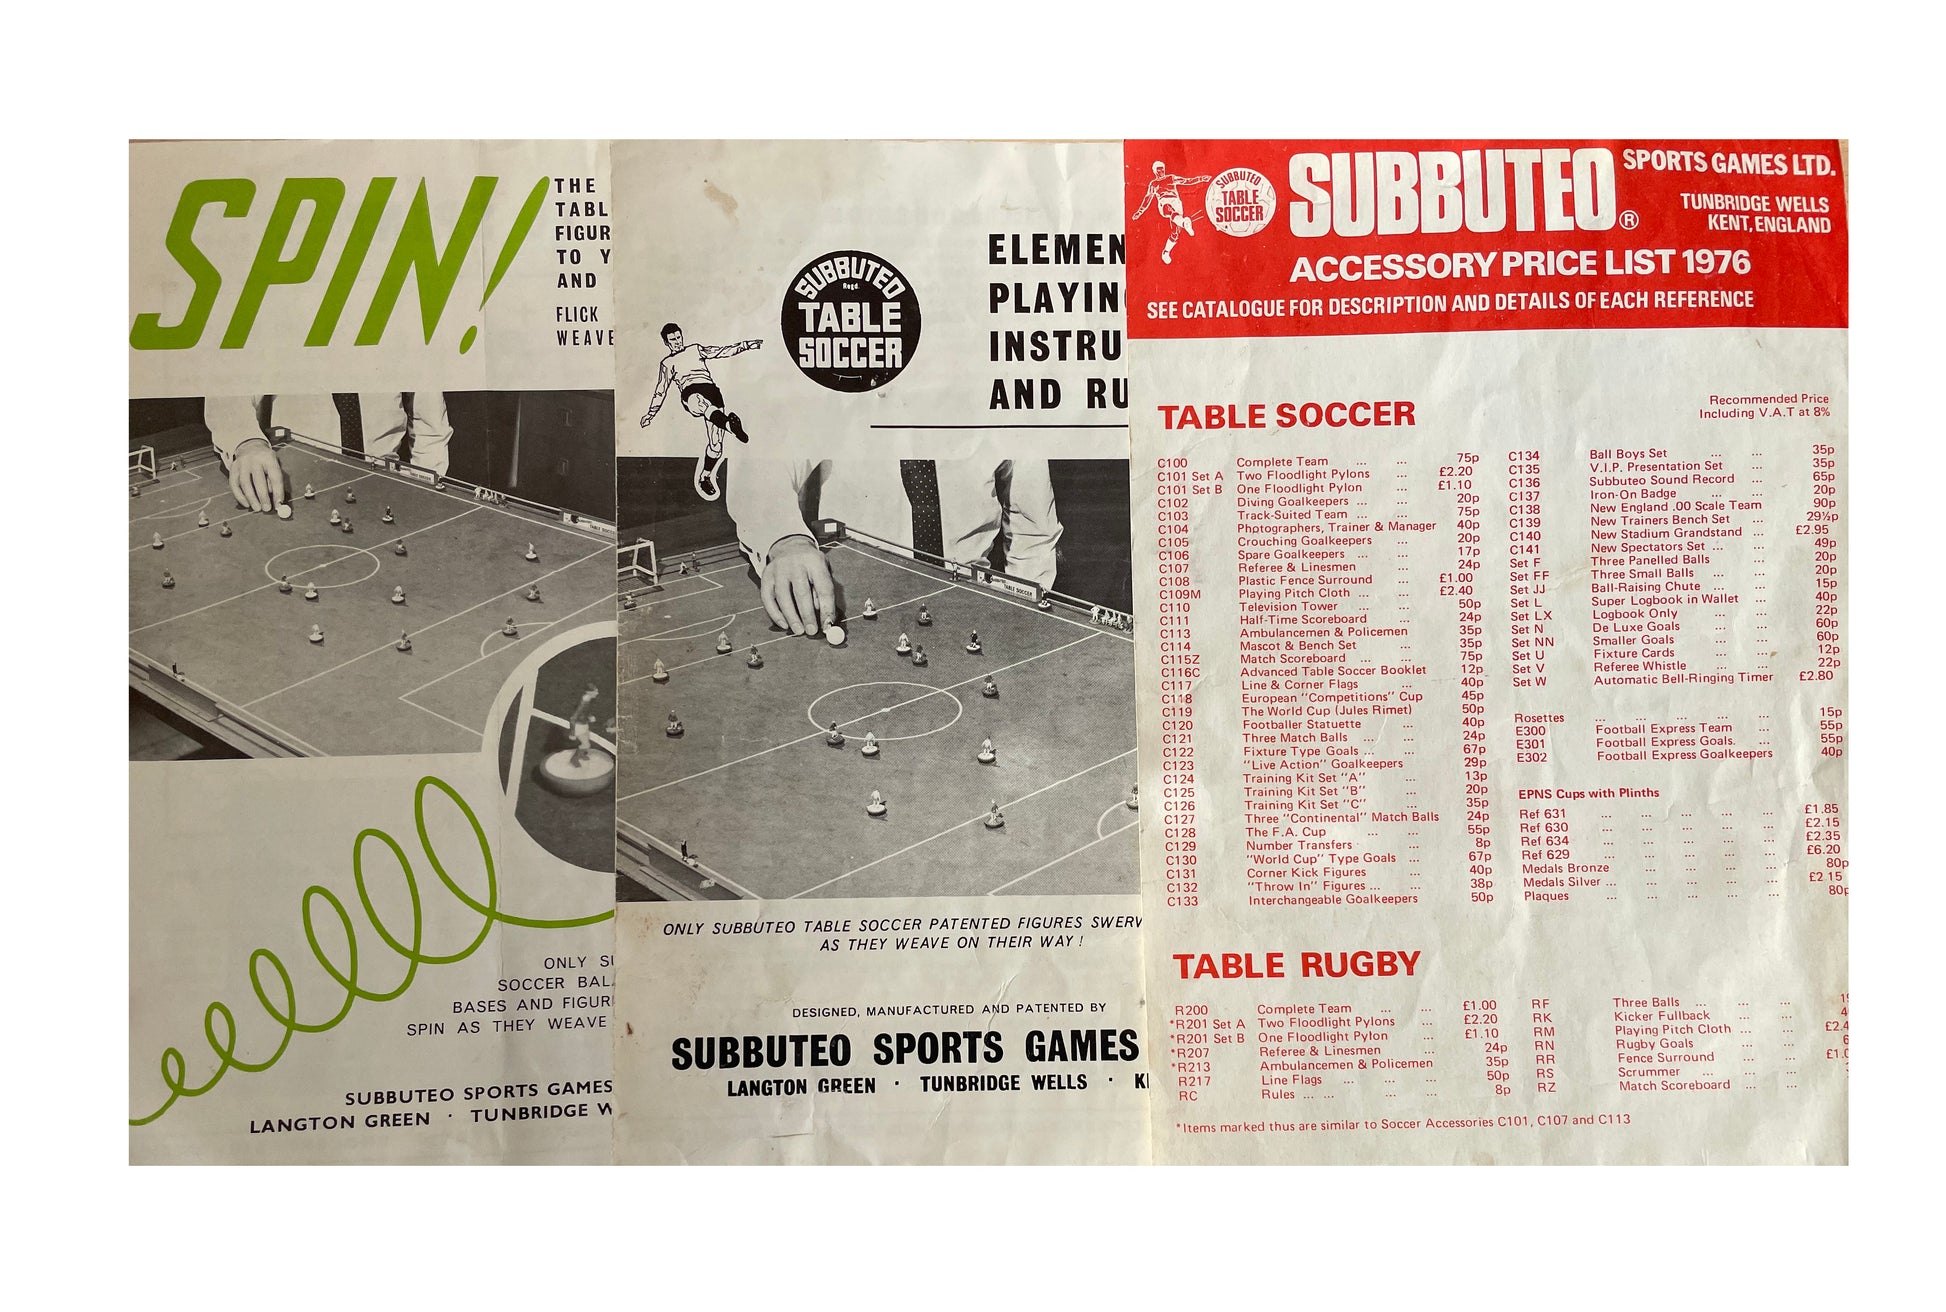 SPIN!
THE
TABL
FIGUR
TO Y
AND
FLICK
WEAVE
TABLE SOCCER
ONLY SU
SOCCER BAL
BASES AND FIGUR
SPIN AS THEY WEAVE
SUBBUTEO SPORTS GAMES
LANGTON GREEN · TUNBRIDGE W
SUBBUTEO
Regd.
TABLE
SOCCER
ELEMEN
PLAYIN
INSTRU
AND RU
TABLE SOCCER
ONLY SUBBUTEO TABLE SOCCER PATENTED FIGURES SWERV
AS THEY WEAVE ON THEIR WAY !
DESIGNED, MANUFACTURED AND PATENTED BY
SUBBUTEO SPORTS GAMES
LANGTON GREEN · TUNBRIDGE WELLS · K
SUBBUTEO
TABLE
SOCCER
SUBBUTEO® SPORTS GAMES LTD.
TUNBRIDGE WELLS
KENT, ENGLAND
ACCESSORY PRICE LIST 1976
SEE CATALOGUE FOR DESCRIPTION AND DETAILS OF EACH REFERENCE
TABLE SOCCER
Recommended Price
Including V.A.T at 8%
C100 Complete Team ... ... 75p
C101 Set A Two Floodlight Pylons ... £2.20
C101 Set B One Floodlight Pylon ... £1.10
C102 Diving Goalkeepers ... ... 20p
C103 Track-Suited Team ... ... 75p
C104 Photographers, Trainer & Manager 40p
C105 Crouching Goalkeepers ... 20p
C106 Spare Goalkeepers ... ... 17p
C107 Referee & Linesmen ... 24p
C108 Plastic Fence Surround ... £1.00
C109M Playing Pitch Cloth ... ... £2.40
C110 Television Tower ... ... 50p
C111 Half-Time Scoreboard ... 24p
C113 Ambulancemen & Policemen 35p
C114 Mascot & Bench Set ... 35p
C115Z Match Scoreboard ... ... 75p
C116C Advanced Table Soccer Booklet 12p
C117 Line & Corner Flags ... 40p
C118 European "Competitions" Cup 45p
C119 The World Cup (Jules Rimet) 50p
C120 Footballer Statuette ... 40p
C121 Three Match Balls ... ... 24p
C122 Fixture Type Goals ... ... 67p
C123 "Live Action" Goalkeepers 29p
C124 Training Kit Set "A" ... 13p
C125 Training Kit Set "B" ... 20p
C126 Training Kit Set "C" ... 35p
C127 Three "Continental" Match Balls 24p
C128 The F.A. Cup ... ... 55p
C129 Number Transfers ... 8p
C130 "World Cup" Type Goals ... 67p
C131 Corner Kick Figures ... 40p
C132 "Throw In" Figures ... ... 38p
C133 Interchangeable Goalkeepers 50p
C134 Ball Boys Set ... ... 35p
C135 V.I.P. Presentation Set ... 35p
C136 Subbuteo Sound Record ... 65p
C137 Iron-On Badge ... ... 20p
C138 New England .00 Scale Team 90p
C139 New Trainers Bench Set ... 29½p
C140 New Stadium Grandstand ... £2.95
C141 New Spectators Set ... ... 49p
Set F Three Panelled Balls ... 20p
Set FF Three Small Balls ... ... 20p
Set JJ Ball-Raising Chute ... ... 15p
Set L Super Logbook in Wallet ... 40p
Set LX Logbook Only ... ... 22p
Set N De Luxe Goals ... ... 60p
Set NN Smaller Goals ... ... 60p
Set U Fixture Cards ... ... 12p
Set V Referee Whistle ... ... 22p
Set W Automatic Bell-Ringing Timer £2.80
Rosettes ... ... ... ... ... 15p
E300 Football Express Team ... 55p
E301 Football Express Goals. ... 55p
E302 Football Express Goalkeepers 40p
EPNS Cups with Plinths
Ref 631 ... ... ... ... ... £1.85
Ref 630 ... ... ... ... ... £2.15
Ref 634 ... ... ... ... ... £2.35
Ref 629 ... ... ... ... ... £6.20
Medals Bronze ... ... ... ... 80p
Medals Silver ... ... ... ... ... £2.15
Plaques ... ... ... ... ... 80p
TABLE RUGBY
R200 Complete Team ... ... £1.00
*R201 Set A Two Floodlight Pylons ... £2.20
*R201 Set B One Floodlight Pylon ... £1.10
*R207 Referee & Linesmen ... 24p
*R213 Ambulancemen & Policemen 35p
R217 Line Flags ... ... ... 50p
RC Rules ... ... ... ... 8p
RF Three Balls ... ... ...
RK Kicker Fullback ... ...
RM Playing Pitch Cloth ... ... £2.4
RN Rugby Goals ... ...
RR Fence Surround ... ... £1.0
RS Scrummer ... ...
RZ Match Scoreboard ... ...
*Items marked thus are similar to Soccer Accessories C101, C107 and C113